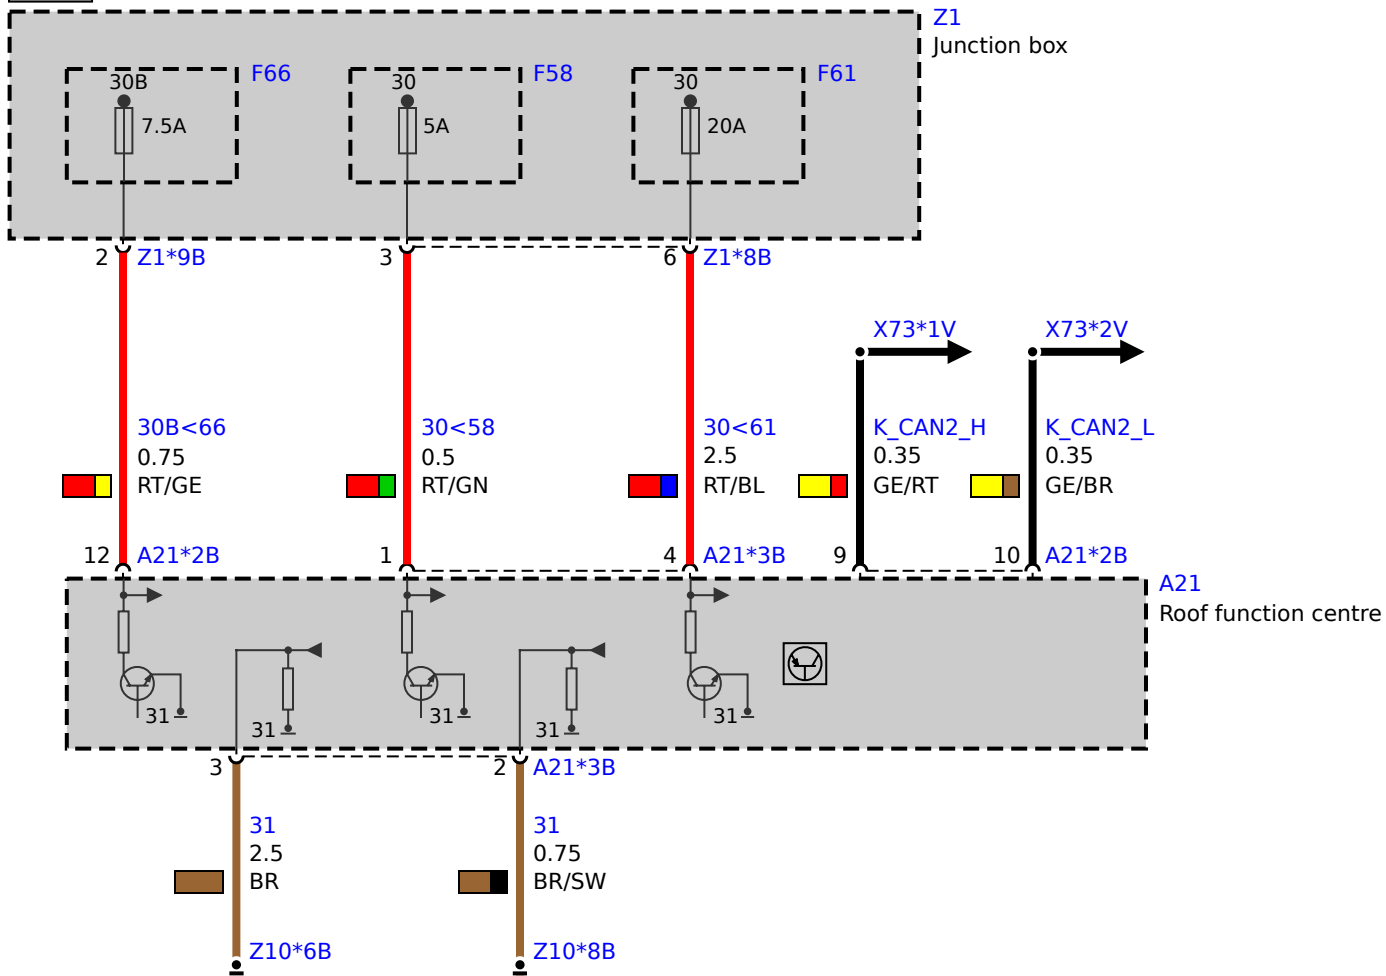 Z1
Junction box
30B
F66
30
F58
30
F61
7.5A
5A
20A
2
Z1*9B
3
6
Z1*8B
X73*1V
X73*2V
30B<66
0.75
RT/GE
30<58
0.5
RT/GN
30<61
2.5
RT/BL
K_CAN2_H
0.35
GE/RT
K_CAN2_L
0.35
GE/BR
12
A21*2B
1
4
A21*3B
9
10
A21*2B
A21
Roof function centre
31
31
31
31
31
3
2
A21*3B
31
2.5
BR
31
0.75
BR/SW
Z10*6B
Z10*8B